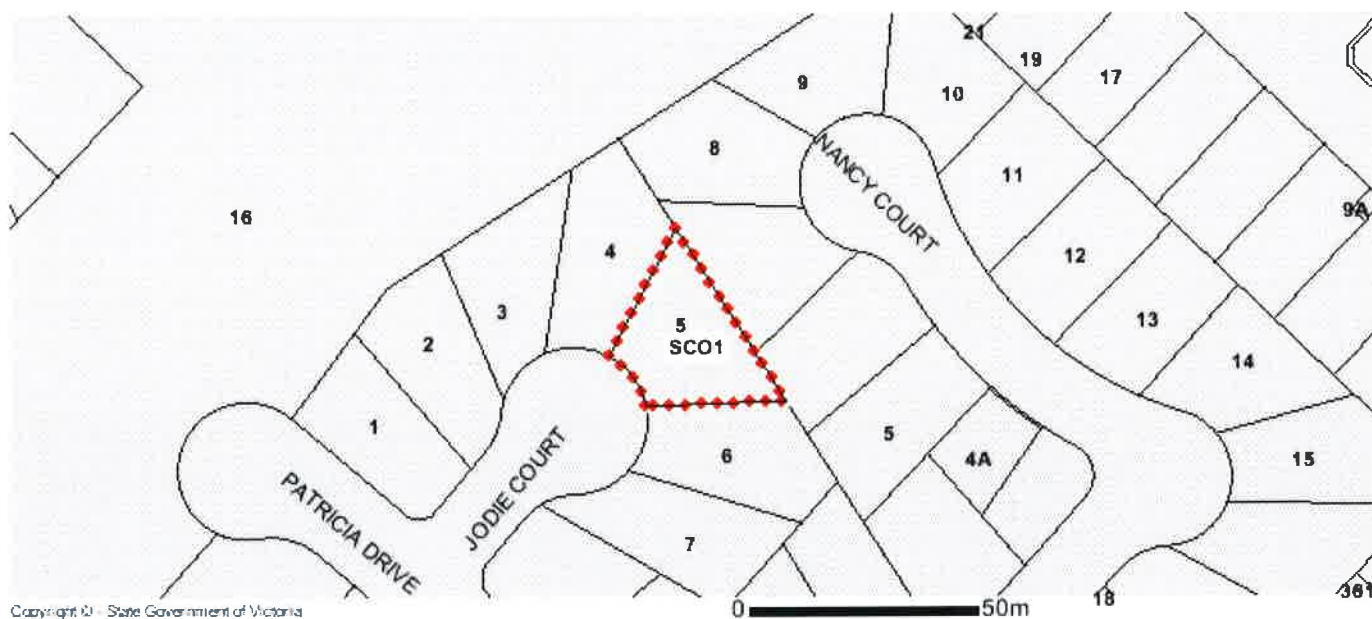 21
19
17
9
10
8
NANCY COURT
11
16
9A
4
12
3
5
SCO1
13
2
14
1
5
6
4A
15
JODIE COURT
PATRICIA DRIVE
7
361
18
Copyright © - State Government of Victoria
0 50m